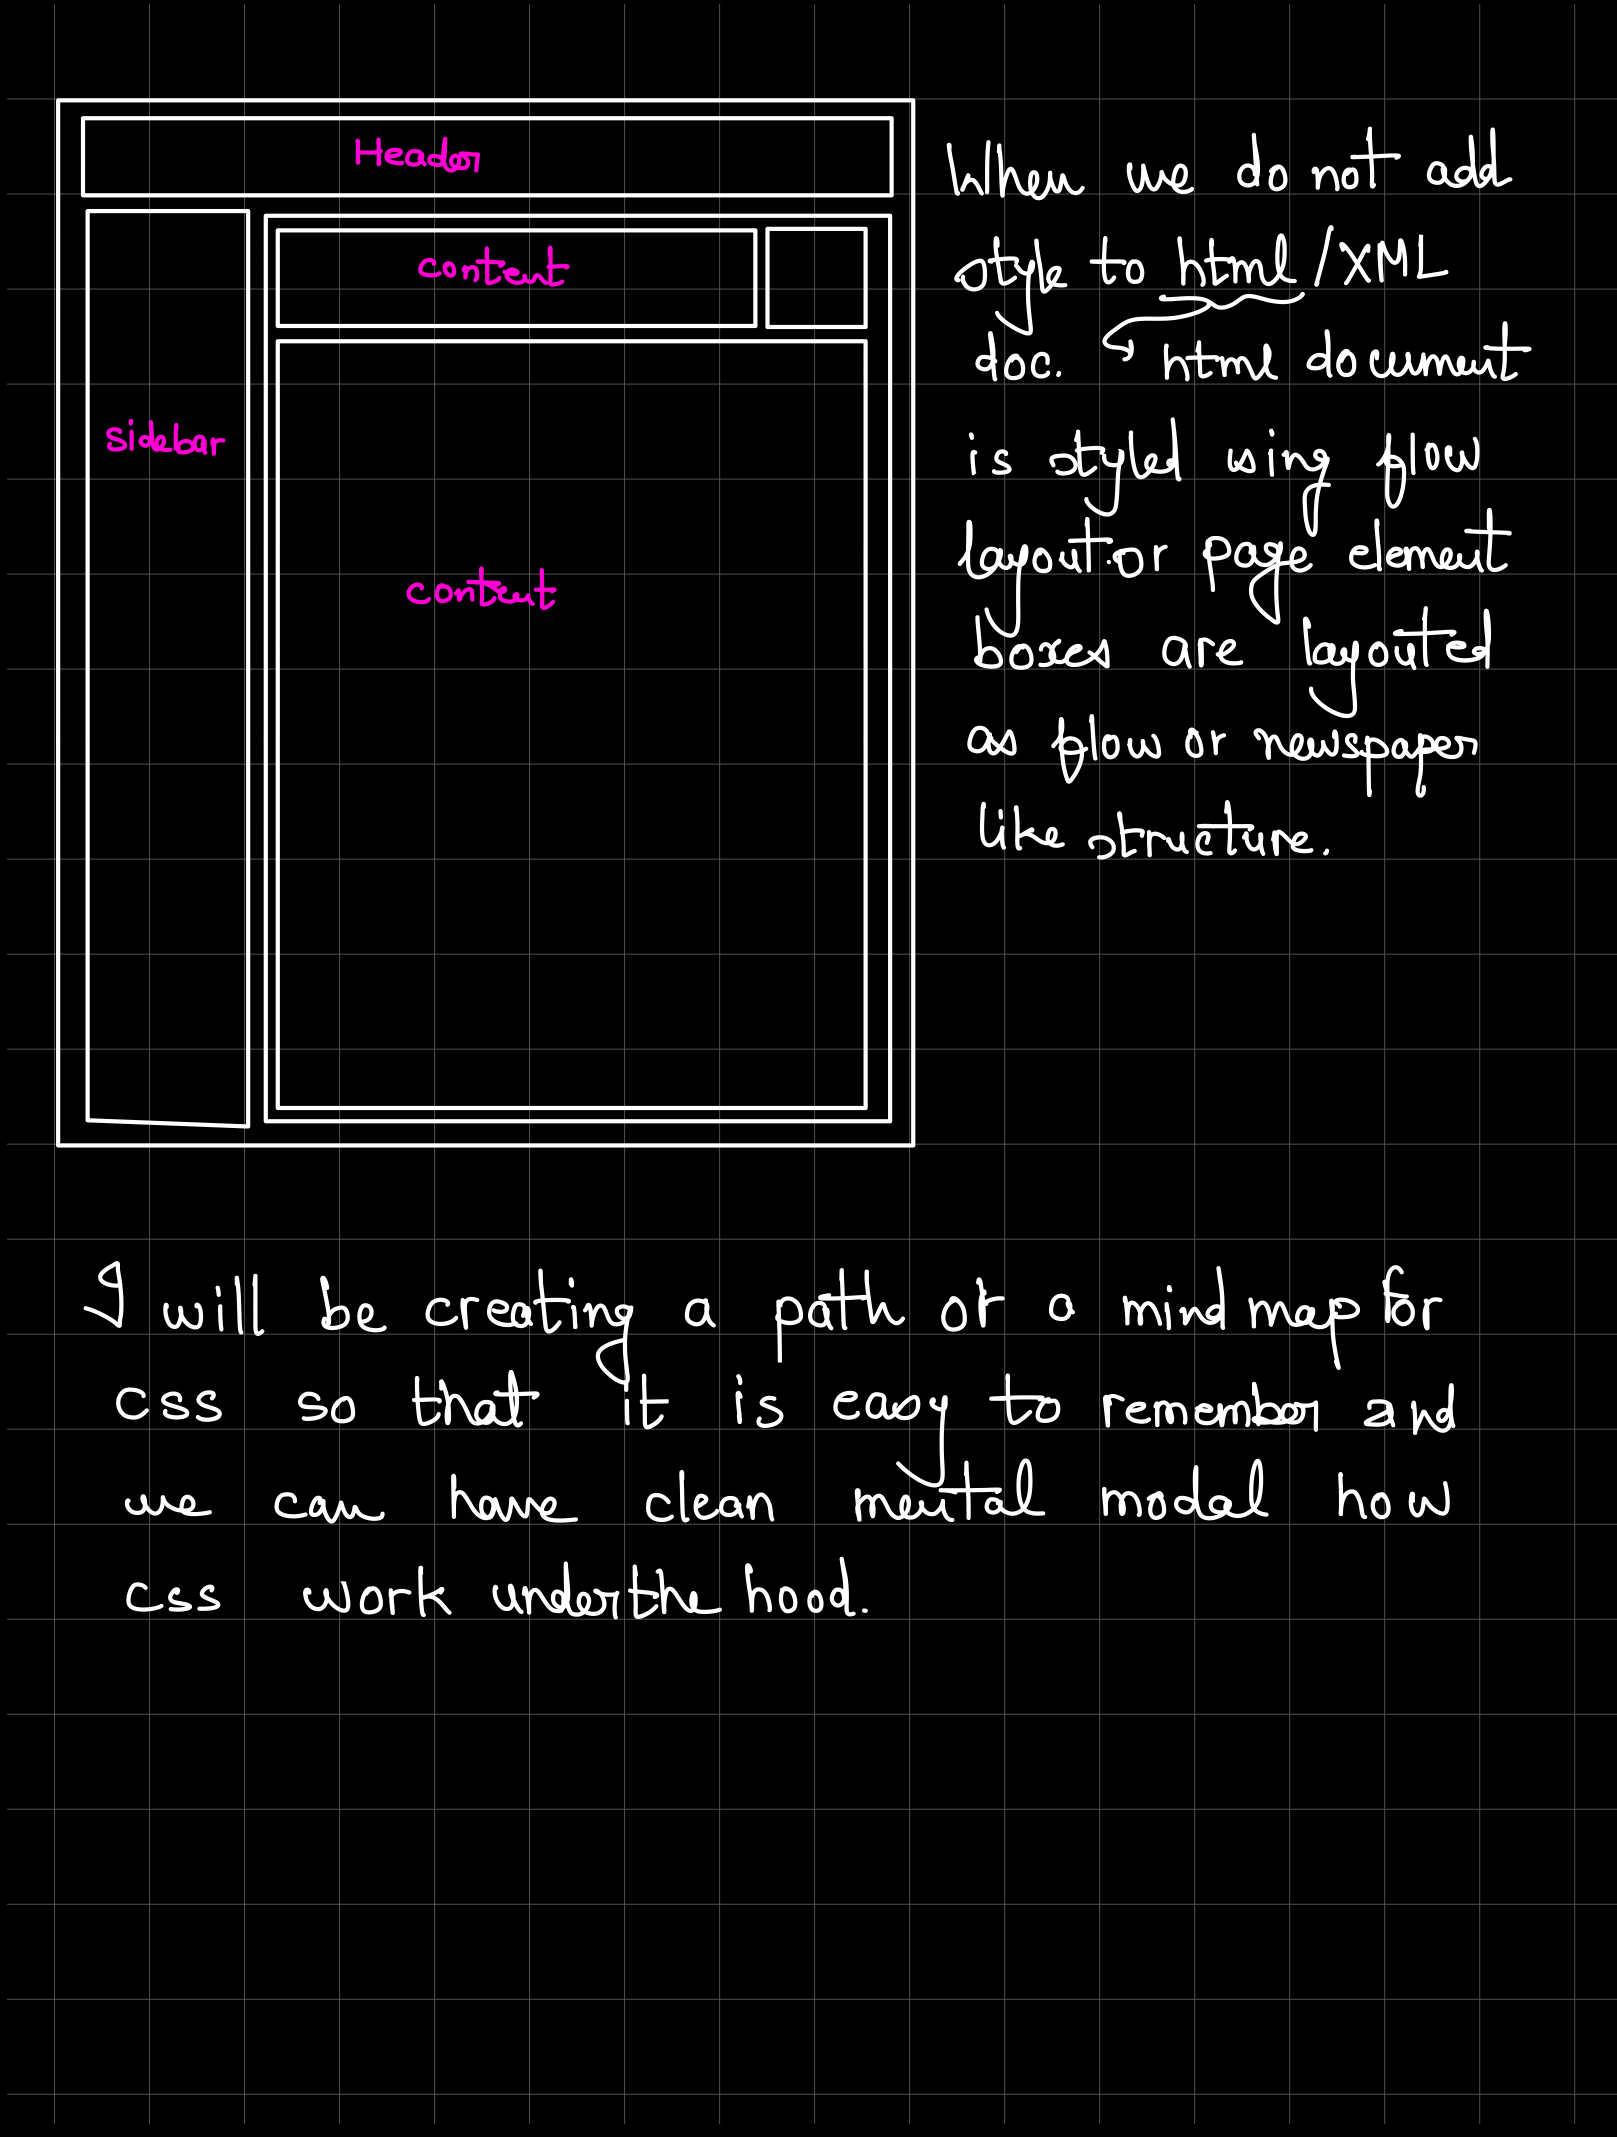 Header
content
sidebar
content
When we do not add
style to html/XML
doc. html document
is styled using flow
layout.or page element
boxes are layouted
as flow or newspaper
like structure.
I will be creating a path or a mind map for
css so that it is easy to remember and
we can have clean mental modal how
css work under the hood.